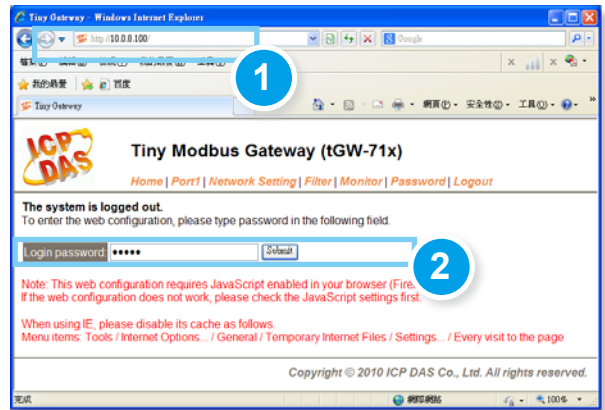 Tiny Gateway - Windows Internet Explorer
http://10.0.0.100/
Google
1
我的最愛
百度
Tiny Gateway
網頁(P)
安全性(S)
工具(O)
ICP DAS
Tiny Modbus Gateway (tGW-71x)
Home | Port1 | Network Setting | Filter | Monitor | Password | Logout
The system is logged out.
To enter the web configuration, please type password in the following field.
Login password: •••••
Submit
2
Note: This web configuration requires JavaScript enabled in your browser
If the web configuration does not work, please check the JavaScript settings first
When using IE, please disable its cache as follows.
Menu items: Tools / Internet Options... / General / Temporary Internet Files / Settings... / Every visit to the page
Copyright © 2010 ICP DAS Co., Ltd. All rights reserved.
完成
網際網路
100%